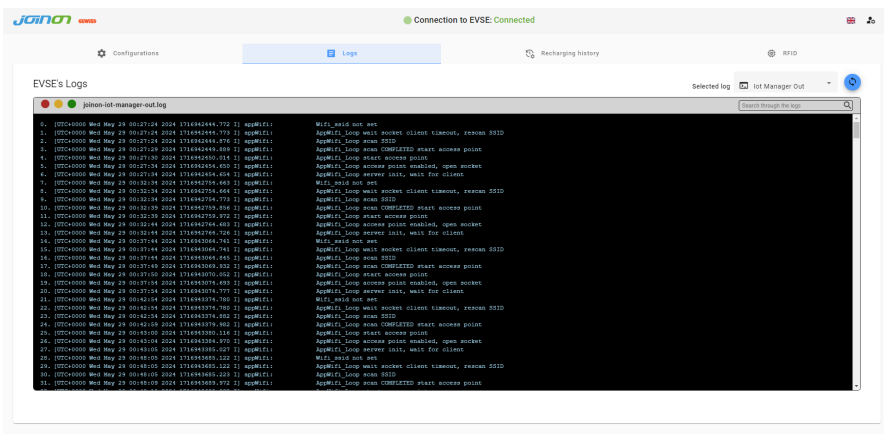 JOINON GEWISS
Connection to EVSE: Connected
Configurations
Logs
Recharging history
RFID
EVSE's Logs
Selected log
Iot Manager Out
joinon-iot-manager-out.log
Search through the logs
0. [UTC+0000 Wed May 29 00:27:24 2024 1716942444.772 I] appWifi: Wifi_ssid not set
1. [UTC+0000 Wed May 29 00:27:24 2024 1716942444.773 I] appWifi: AppWifi_Loop wait socket client timeout, rescan SSID
2. [UTC+0000 Wed May 29 00:27:24 2024 1716942444.876 I] appWifi: AppWifi_Loop scan SSID
3. [UTC+0000 Wed May 29 00:27:29 2024 1716942449.889 I] appWifi: AppWifi_Loop scan COMPLETED start access point
4. [UTC+0000 Wed May 29 00:27:30 2024 1716942450.014 I] appWifi: AppWifi_Loop start access point
5. [UTC+0000 Wed May 29 00:27:34 2024 1716942454.650 I] appWifi: AppWifi_Loop access point enabled, open socket
6. [UTC+0000 Wed May 29 00:27:34 2024 1716942454.654 I] appWifi: AppWifi_Loop server init, wait for client
7. [UTC+0000 Wed May 29 00:32:34 2024 1716942754.663 I] appWifi: Wifi_ssid not set
8. [UTC+0000 Wed May 29 00:32:34 2024 1716942754.664 I] appWifi: AppWifi_Loop wait socket client timeout, rescan SSID
9. [UTC+0000 Wed May 29 00:32:34 2024 1716942754.773 I] appWifi: AppWifi_Loop scan SSID
10. [UTC+0000 Wed May 29 00:32:39 2024 1716942759.856 I] appWifi: AppWifi_Loop scan COMPLETED start access point
11. [UTC+0000 Wed May 29 00:32:39 2024 1716942759.972 I] appWifi: AppWifi_Loop start access point
12. [UTC+0000 Wed May 29 00:32:44 2024 1716942764.683 I] appWifi: AppWifi_Loop access point enabled, open socket
13. [UTC+0000 Wed May 29 00:32:44 2024 1716942764.726 I] appWifi: AppWifi_Loop server init, wait for client
14. [UTC+0000 Wed May 29 00:37:44 2024 1716943064.741 I] appWifi: Wifi_ssid not set
15. [UTC+0000 Wed May 29 00:37:44 2024 1716943064.741 I] appWifi: AppWifi_Loop wait socket client timeout, rescan SSID
16. [UTC+0000 Wed May 29 00:37:44 2024 1716943064.845 I] appWifi: AppWifi_Loop scan SSID
17. [UTC+0000 Wed May 29 00:37:49 2024 1716943069.932 I] appWifi: AppWifi_Loop scan COMPLETED start access point
18. [UTC+0000 Wed May 29 00:37:50 2024 1716943070.052 I] appWifi: AppWifi_Loop start access point
19. [UTC+0000 Wed May 29 00:37:54 2024 1716943074.693 I] appWifi: AppWifi_Loop access point enabled, open socket
20. [UTC+0000 Wed May 29 00:37:54 2024 1716943074.777 I] appWifi: AppWifi_Loop server init, wait for client
21. [UTC+0000 Wed May 29 00:42:54 2024 1716943374.780 I] appWifi: Wifi_ssid not set
22. [UTC+0000 Wed May 29 00:42:54 2024 1716943374.780 I] appWifi: AppWifi_Loop wait socket client timeout, rescan SSID
23. [UTC+0000 Wed May 29 00:42:54 2024 1716943374.882 I] appWifi: AppWifi_Loop scan SSID
24. [UTC+0000 Wed May 29 00:42:59 2024 1716943379.982 I] appWifi: AppWifi_Loop scan COMPLETED start access point
25. [UTC+0000 Wed May 29 00:43:00 2024 1716943380.116 I] appWifi: AppWifi_Loop start access point
26. [UTC+0000 Wed May 29 00:43:04 2024 1716943384.970 I] appWifi: AppWifi_Loop access point enabled, open socket
27. [UTC+0000 Wed May 29 00:43:05 2024 1716943385.027 I] appWifi: AppWifi_Loop server init, wait for client
28. [UTC+0000 Wed May 29 00:48:05 2024 1716943685.122 I] appWifi: Wifi_ssid not set
29. [UTC+0000 Wed May 29 00:48:05 2024 1716943685.122 I] appWifi: AppWifi_Loop wait socket client timeout, rescan SSID
30. [UTC+0000 Wed May 29 00:48:05 2024 1716943685.223 I] appWifi: AppWifi_Loop scan SSID
31. [UTC+0000 Wed May 29 00:48:09 2024 1716943689.972 I] appWifi: AppWifi_Loop scan COMPLETED start access point